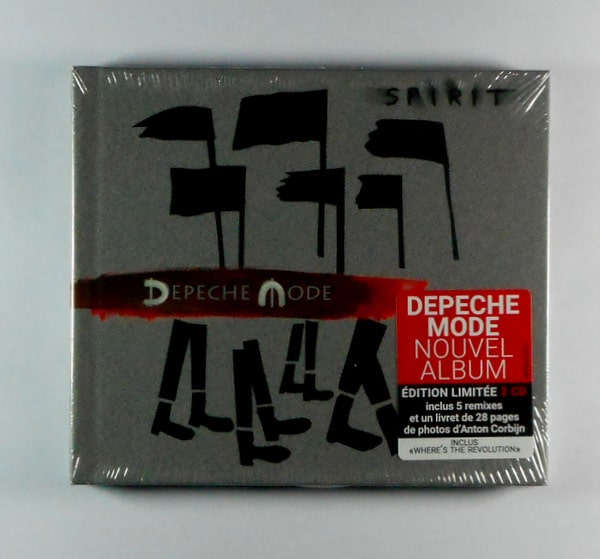 SPIRIT
DEPECHE MODE
DEPECHE
MODE
NOUVEL
ALBUM
ÉDITION LIMITÉE 2 CD
inclus 5 remixes
et un livret de 28 pages
de photos d'Anton Corbijn
INCLUS
«WHERE'S THE REVOLUTION»